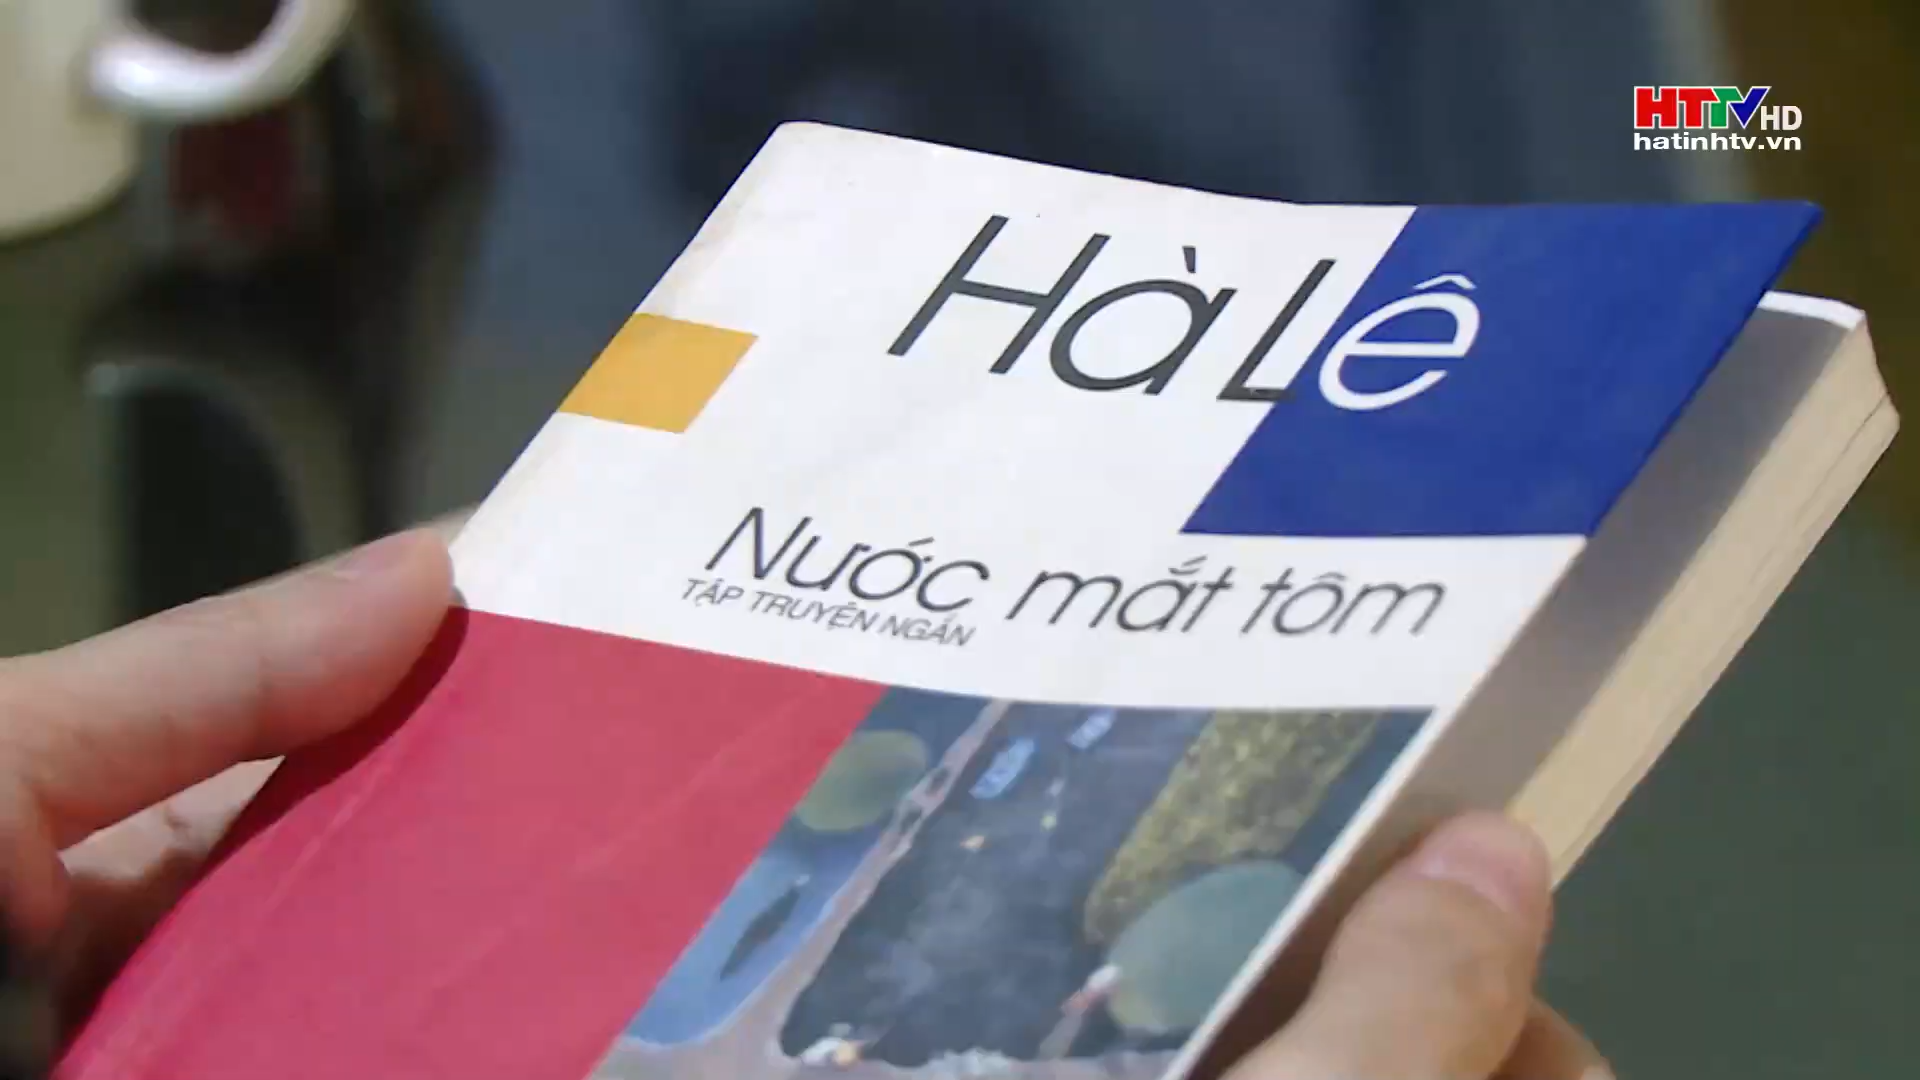 HTTV HD
hatinhtv.vn
Hà Lê
Nước mắt tôm
TẬP TRUYỆN NGẮN